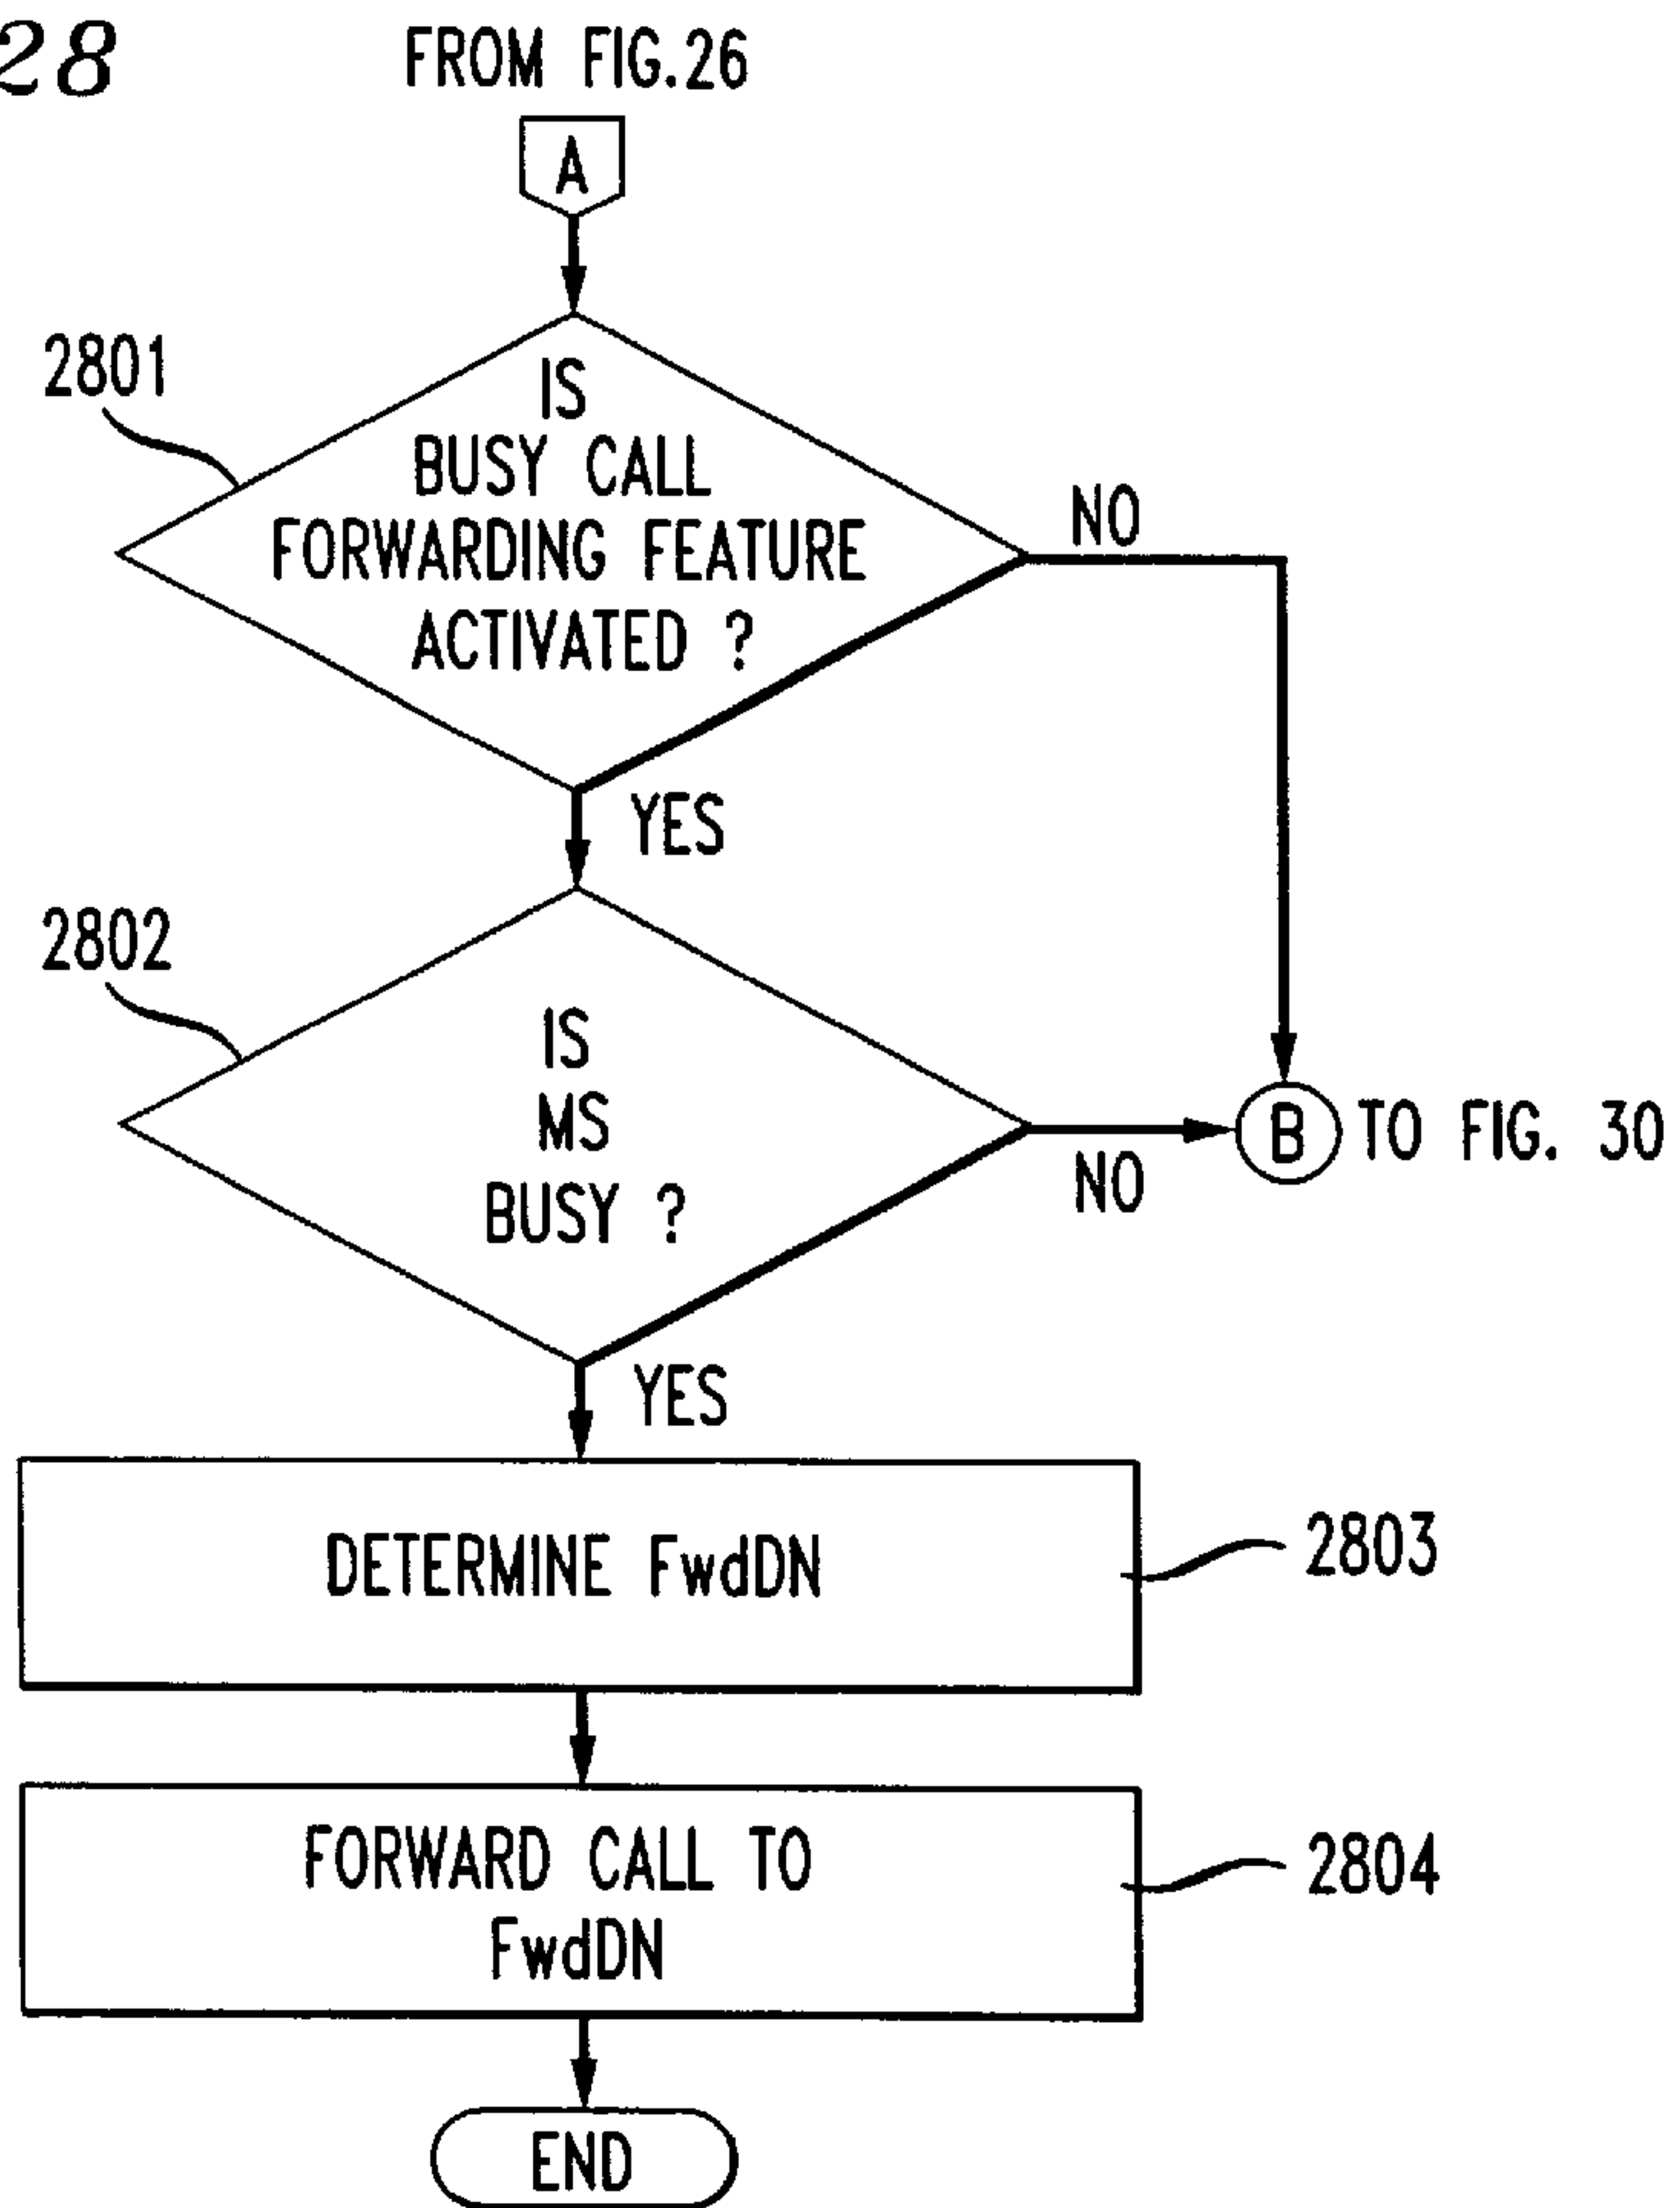 28
FROM FIG.26
A
2801
IS
BUSY CALL
FORWARDING FEATURE
ACTIVATED ?
NO
YES
2802
IS
MS
BUSY ?
NO
B TO FIG. 30
YES
DETERMINE FwdDN
2803
FORWARD CALL TO
FwdDN
2804
END